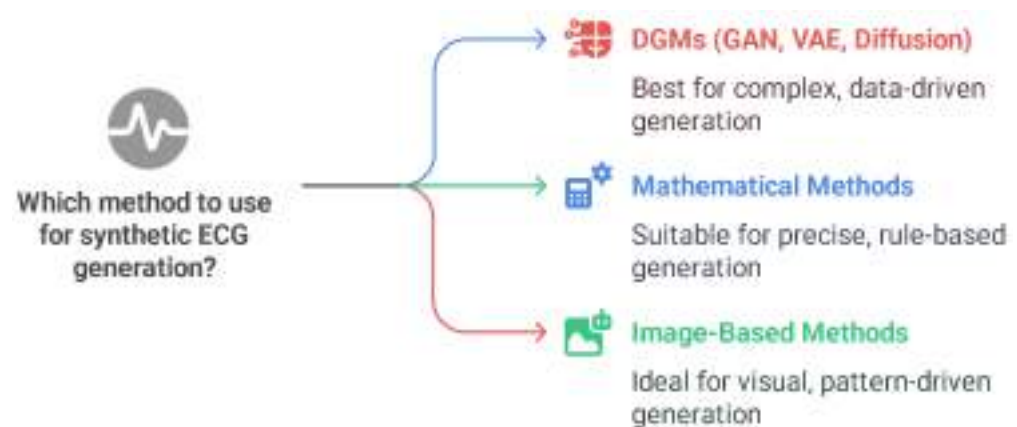 Which method to use
for synthetic ECG
generation?
DGMs (GAN, VAE, Diffusion)
Best for complex, data-driven
generation
Mathematical Methods
Suitable for precise, rule-based
generation
Image-Based Methods
Ideal for visual, pattern-driven
generation